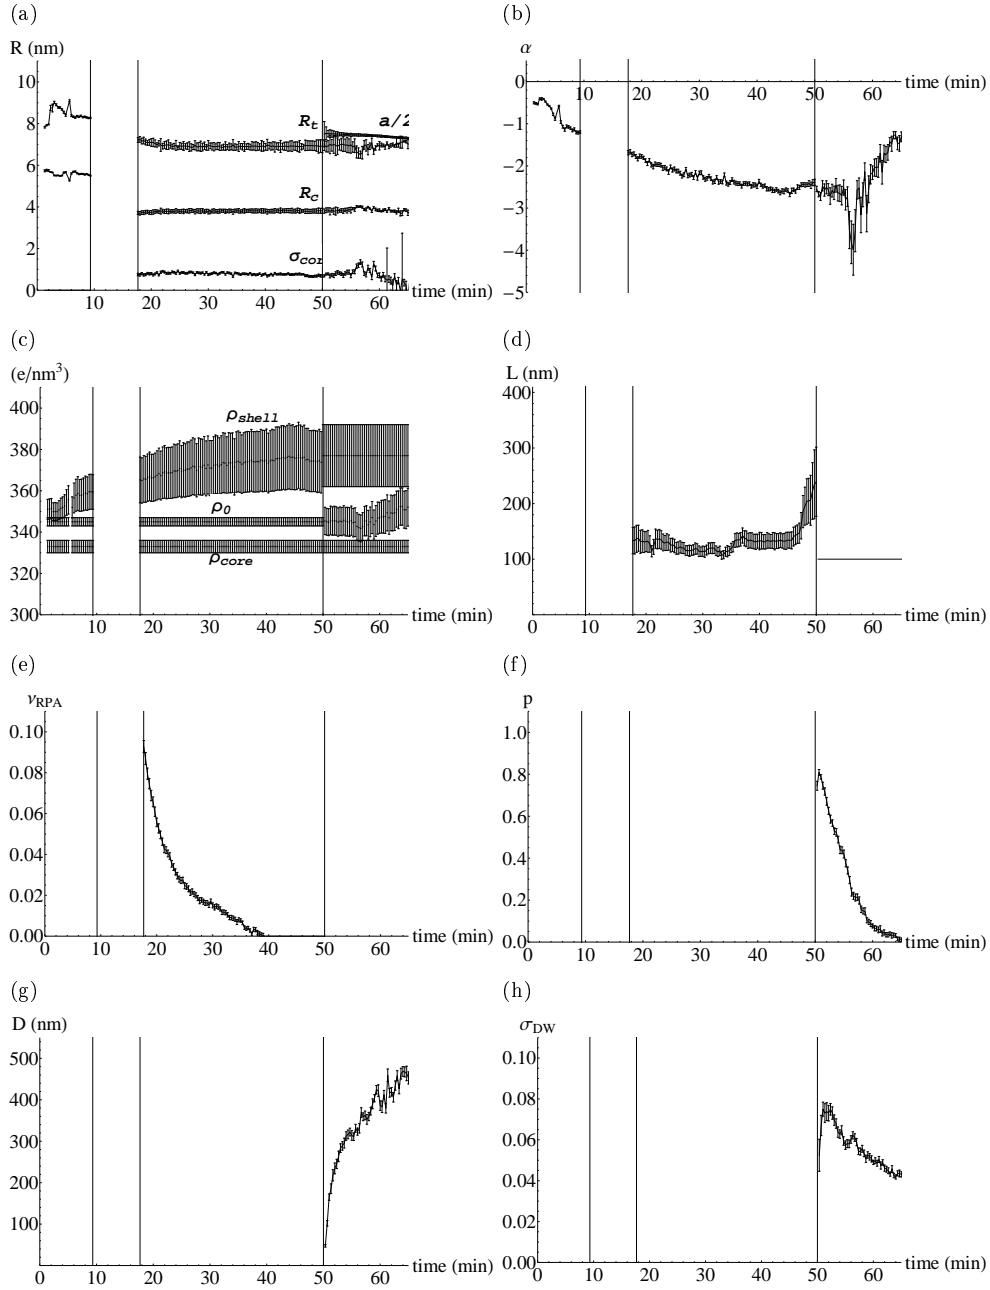 (a)
R (nm)
10
8
6
4
2
0
R_t
a/2
R_c
σ_cor
10 20 30 40 50 60
time (min)
(b)
α
0
−1
−2
−3
−4
−5
10 20 30 40 50 60
time (min)
(c)
(e/nm³)
400
380
360
340
320
300
ρ_shell
ρ_0
ρ_core
10 20 30 40 50 60
time (min)
(d)
L (nm)
400
300
200
100
0 10 20 30 40 50 60
time (min)
(e)
ν_RPA
0.10
0.08
0.06
0.04
0.02
0.00
0 10 20 30 40 50 60
time (min)
(f)
p
1.0
0.8
0.6
0.4
0.2
0.0
0 10 20 30 40 50 60
time (min)
(g)
D (nm)
500
400
300
200
100
0 10 20 30 40 50 60
time (min)
(h)
σ_DW
0.10
0.08
0.06
0.04
0.02
0.00
0 10 20 30 40 50 60
time (min)